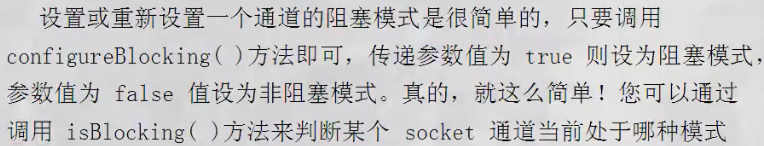 设置或重新设置一个通道的阻塞模式是很简单的，只要调用
configureBlocking( )方法即可，传递参数值为 true 则设为阻塞模式，
参数值为 false 值设为非阻塞模式。真的，就这么简单！您可以通过
调用 isBlocking( )方法来判断某个 socket 通道当前处于哪种模式